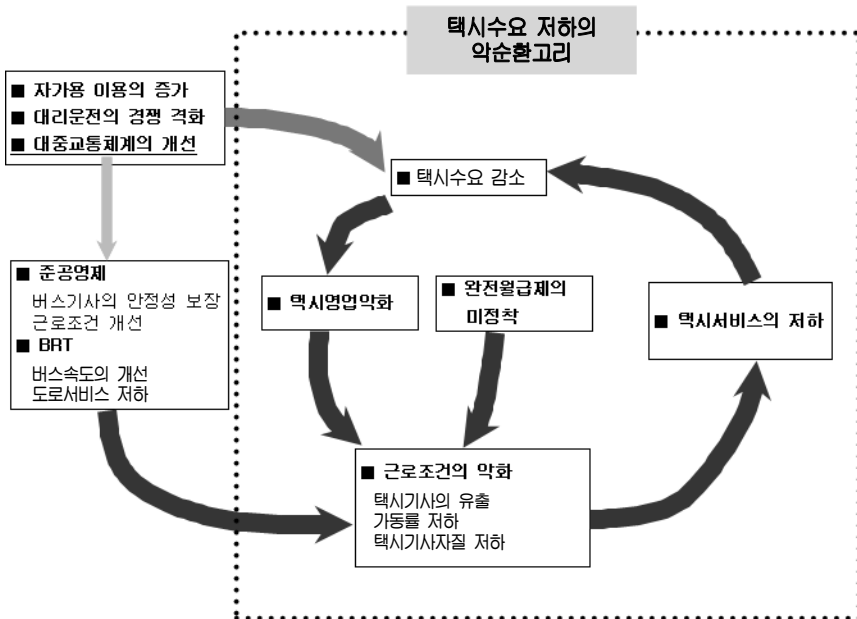 택시수요 저하의
악순환고리
■ 자가용 이용의 증가
■ 대리운전의 경쟁 격화
■ 대중교통체계의 개선
■ 택시수요 감소
■ 준공영제
버스기사의 안정성 보장
근로조건 개선
■ BRT
버스속도의 개선
도로서비스 저하
■ 택시영업악화
■ 완전월급제의
미정착
■ 택시서비스의 저하
■ 근로조건의 악화
택시기사의 유출
가동률 저하
택시기사자질 저하